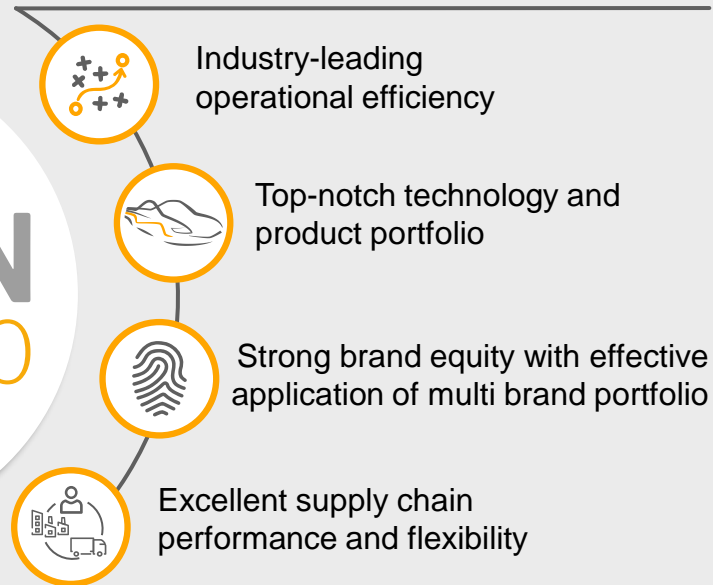 Industry-leading
operational efficiency
Top-notch technology and
product portfolio
N
0
Strong brand equity with effective
application of multi brand portfolio
Excellent supply chain
performance and flexibility